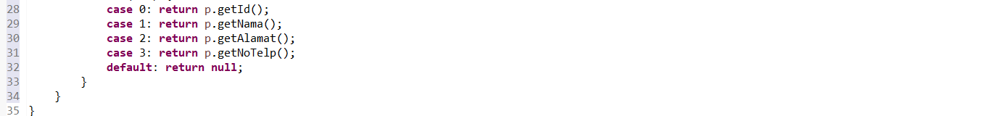 28 case 0: return p.getId();
29 case 1: return p.getNama();
30 case 2: return p.getAlamat();
31 case 3: return p.getNoTelp();
32 default: return null;
33 }
34 }
35 }